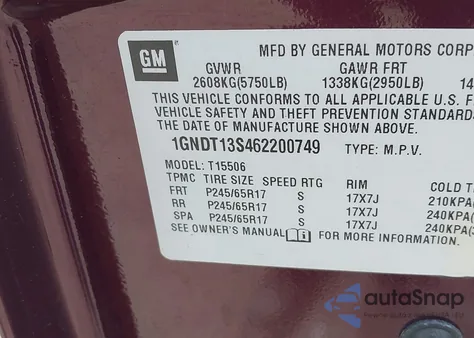 GM
MFD BY GENERAL MOTORS CORP
GVWR GAWR FRT
2608KG(5750LB) 1338KG(2950LB) 14
THIS VEHICLE CONFORMS TO ALL APPLICABLE U.S. F
VEHICLE SAFETY AND THEFT PREVENTION STANDARDS
THE DATE OF MANUFACTURE SHOWN ABOVE.
1GNDT13S462200749 TYPE: M.P.V.
MODEL: T15506
TPMC TIRE SIZE SPEED RTG RIM COLD T
FRT P245/65R17 S 17X7J 210KPA(
RR P245/65R17 S 17X7J 240KPA(
SPA P245/65R17 S 17X7J 240KPA(
SEE OWNER'S MANUAL FOR MORE INFORMATION.
autoSnap